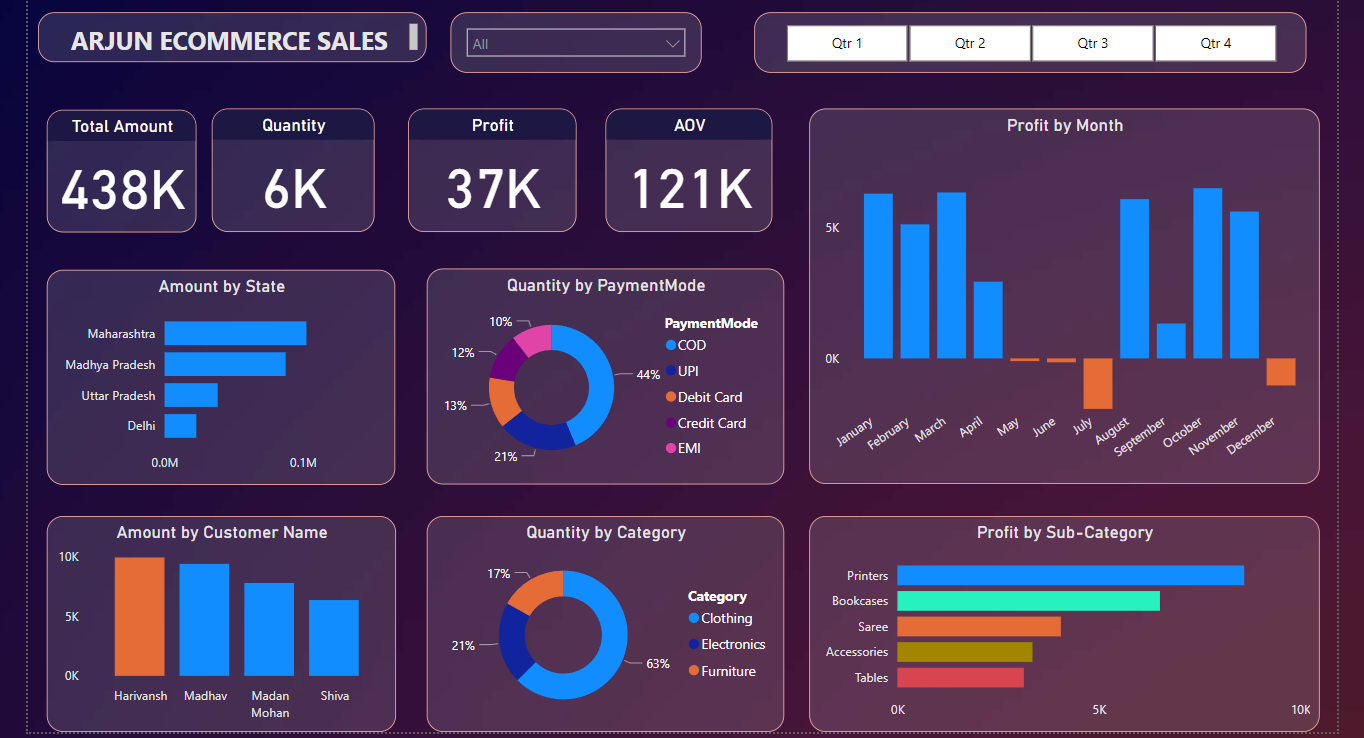 ARJUN ECOMMERCE SALES
All
Qtr 1
Qtr 2
Qtr 3
Qtr 4
Total Amount
438K
Quantity
6K
Profit
37K
AOV
121K
Profit by Month
5K
0K
January
February
March
April
May
June
July
August
September
October
November
December
Amount by State
Maharashtra
Madhya Pradesh
Uttar Pradesh
Delhi
0.0M
0.1M
Quantity by PaymentMode
10%
12%
13%
21%
44%
PaymentMode
COD
UPI
Debit Card
Credit Card
EMI
Amount by Customer Name
10K
5K
0K
Harivansh
Madhav
Madan
Mohan
Shiva
Quantity by Category
17%
21%
63%
Category
Clothing
Electronics
Furniture
Profit by Sub-Category
Printers
Bookcases
Saree
Accessories
Tables
0K
5K
10K